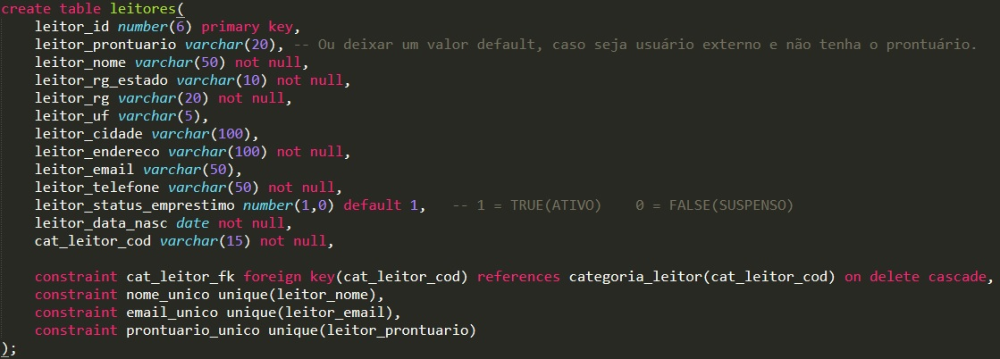 create table leitores(
leitor_id number(6) primary key,
leitor_prontuario varchar(20), -- Ou deixar um valor default, caso seja usuário externo e não tenha o prontuário.
leitor_nome varchar(50) not null,
leitor_rg_estado varchar(10) not null,
leitor_rg varchar(20) not null,
leitor_uf varchar(5),
leitor_cidade varchar(100),
leitor_endereco varchar(100) not null,
leitor_email varchar(50),
leitor_telefone varchar(50) not null,
leitor_status_emprestimo number(1,0) default 1, -- 1 = TRUE(ATIVO) 0 = FALSE(SUSPENSO)
leitor_data_nasc date not null,
cat_leitor_cod varchar(15) not null,
constraint cat_leitor_fk foreign key(cat_leitor_cod) references categoria_leitor(cat_leitor_cod) on delete cascade,
constraint nome_unico unique(leitor_nome),
constraint email_unico unique(leitor_email),
constraint prontuario_unico unique(leitor_prontuario)
);